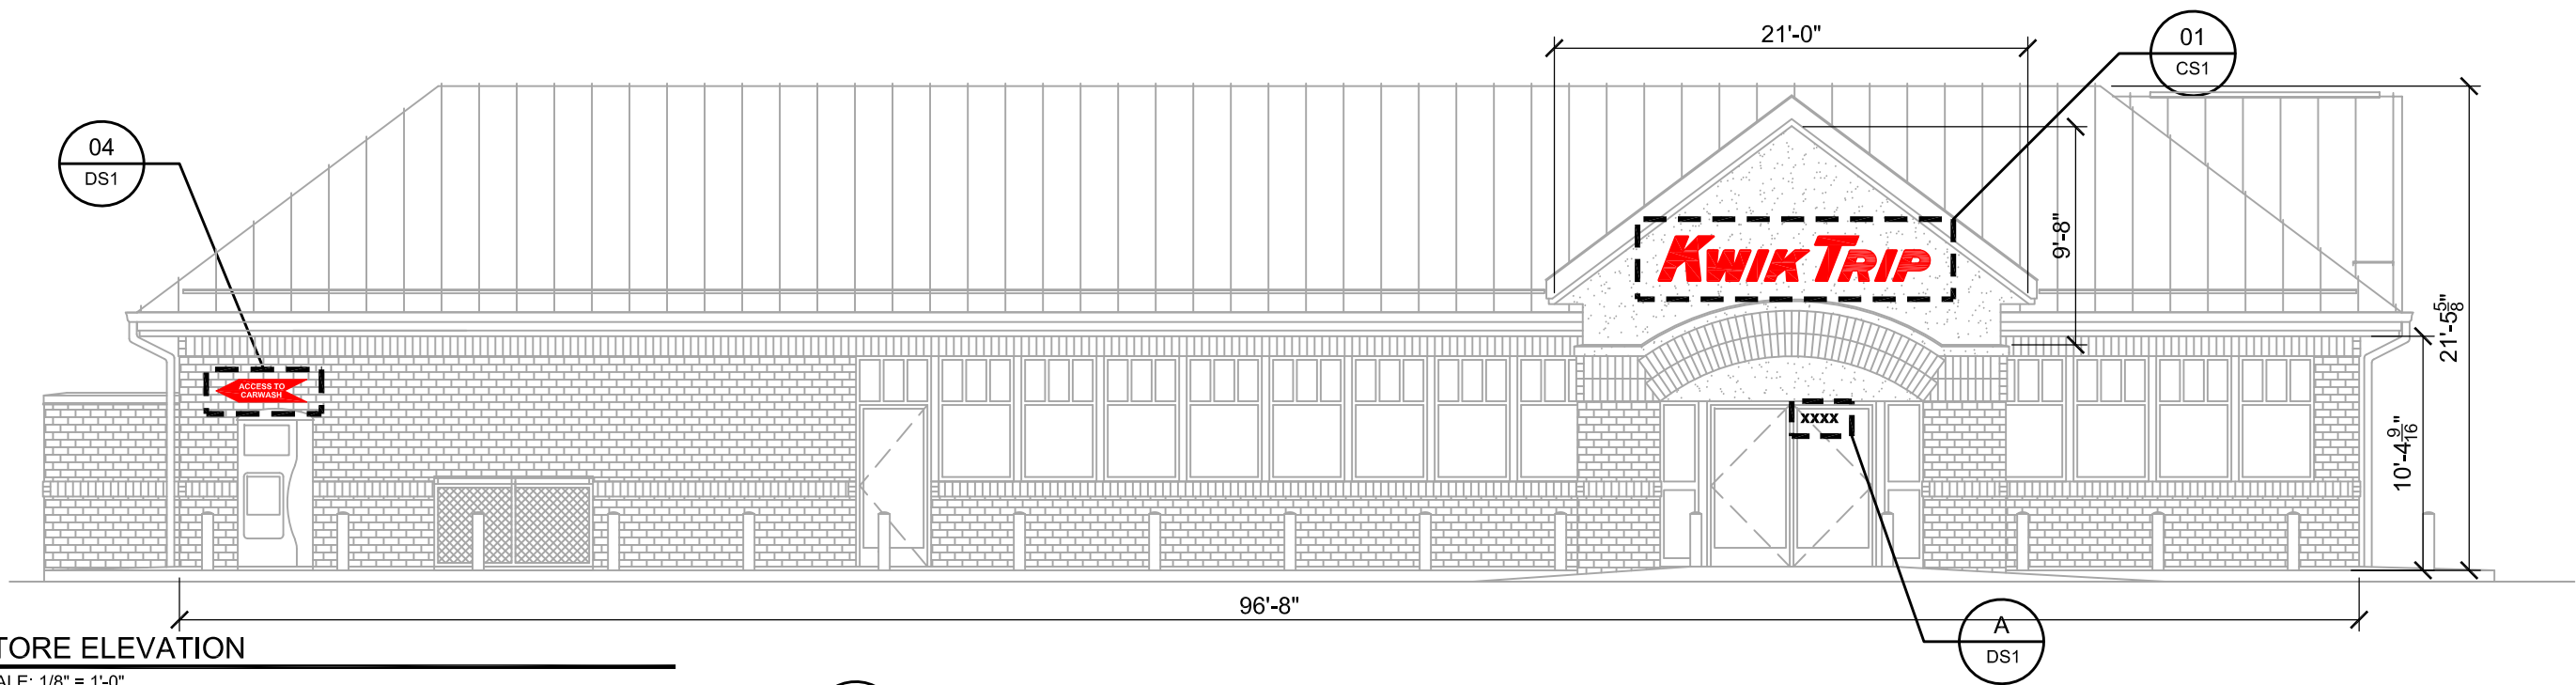 21'-0"
01
CS1
04
DS1
KWIK TRIP
9'-8"
21'-5 5/8"
ACCESS TO
CARWASH
XXXX
10'-4 9/16"
96'-8"
A
DS1
TORE ELEVATION
ALE: 1/8" = 1'-0"